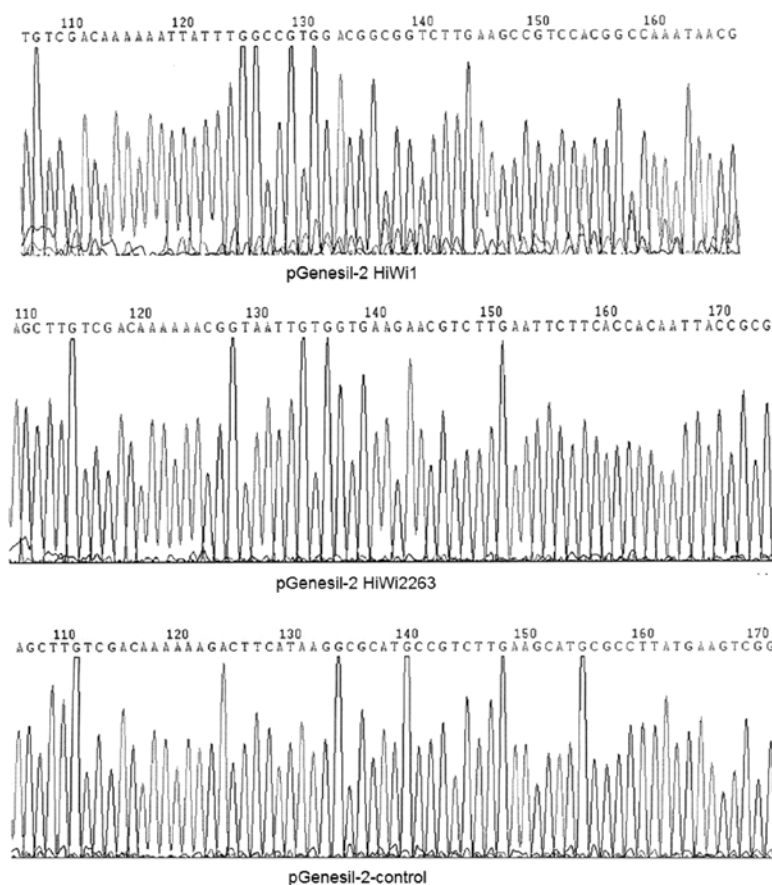 110 120 130 140 150 160
TGTCGACAAAAAATTATTTGGCCGTGGACGGCGGTCTTGAAGCCGTCCACGGCCAAATAACG
pGenesil-2 HiWi1
110 120 130 140 150 160 170
AGCTTGTCGACAAAAAACGGTAATTGTGGTGAAGAACGTCTTGAATTCTTCACCACAATTACCGCG
pGenesil-2 HiWi2263
110 120 130 140 150 160 170
AGCTTGTCGACAAAAAAGACTTCATAAGGCGCATGCCGTCTTGAAGCATGCGCCTTATGAAGTCGG
pGenesil-2-control